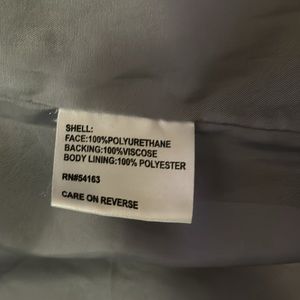 SHELL:
FACE:100%POLYURETHANE
BACKING:100%VISCOSE
BODY LINING:100% POLYESTER
RN#54163
CARE ON REVERSE